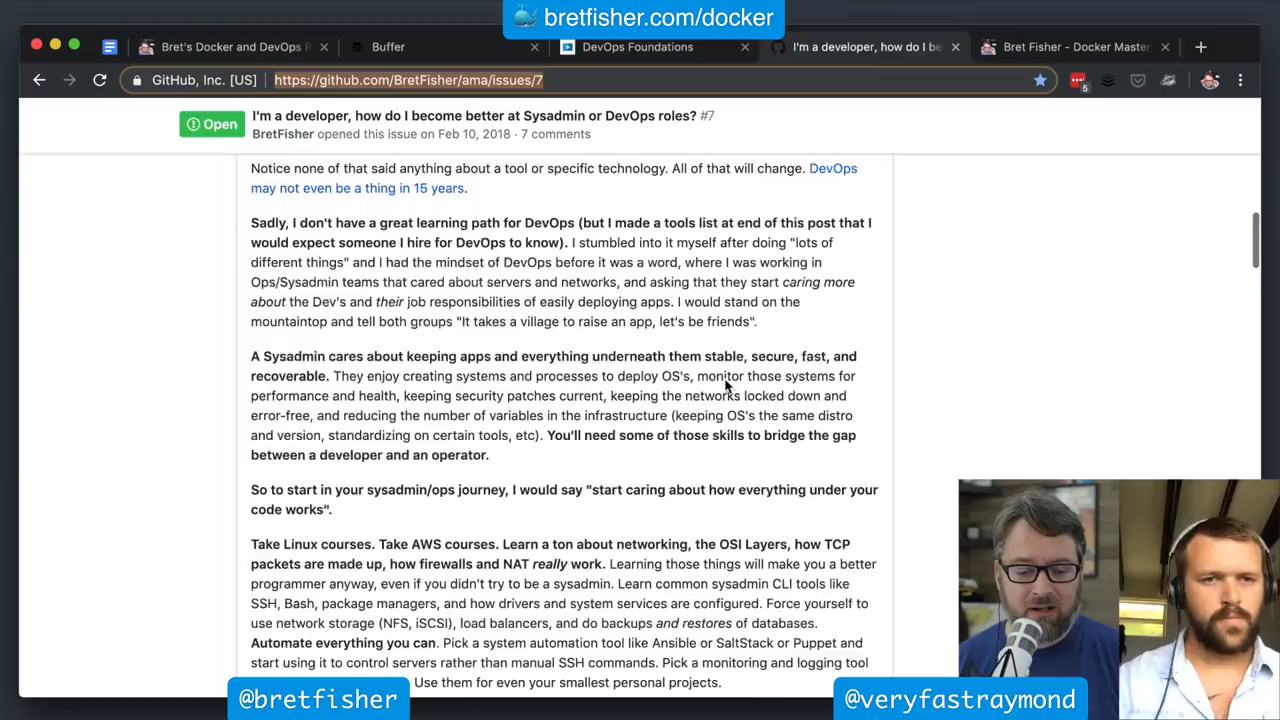 bretfisher.com/docker
Bret's Docker and DevOps R
Buffer
DevOps Foundations
I'm a developer, how do I be
Bret Fisher - Docker Master
GitHub, Inc. [US]
https://github.com/BretFisher/ama/issues/7
5
Open
I'm a developer, how do I become better at Sysadmin or DevOps roles? #7
BretFisher opened this issue on Feb 10, 2018 · 7 comments
Notice none of that said anything about a tool or specific technology. All of that will change. DevOps
may not even be a thing in 15 years.
Sadly, I don't have a great learning path for DevOps (but I made a tools list at end of this post that I
would expect someone I hire for DevOps to know). I stumbled into it myself after doing "lots of
different things" and I had the mindset of DevOps before it was a word, where I was working in
Ops/Sysadmin teams that cared about servers and networks, and asking that they start caring more
about the Dev's and their job responsibilities of easily deploying apps. I would stand on the
mountaintop and tell both groups "It takes a village to raise an app, let's be friends".
A Sysadmin cares about keeping apps and everything underneath them stable, secure, fast, and
recoverable. They enjoy creating systems and processes to deploy OS's, monitor those systems for
performance and health, keeping security patches current, keeping the networks locked down and
error-free, and reducing the number of variables in the infrastructure (keeping OS's the same distro
and version, standardizing on certain tools, etc). You'll need some of those skills to bridge the gap
between a developer and an operator.
So to start in your sysadmin/ops journey, I would say "start caring about how everything under your
code works".
Take Linux courses. Take AWS courses. Learn a ton about networking, the OSI Layers, how TCP
packets are made up, how firewalls and NAT really work. Learning those things will make you a better
programmer anyway, even if you didn't try to be a sysadmin. Learn common sysadmin CLI tools like
SSH, Bash, package managers, and how drivers and system services are configured. Force yourself to
use network storage (NFS, iSCSI), load balancers, and do backups and restores of databases.
Automate everything you can. Pick a system automation tool like Ansible or SaltStack or Puppet and
start using it to control servers rather than manual SSH commands. Pick a monitoring and logging tool
Use them for even your smallest personal projects.
@bretfisher
@veryfastraymond